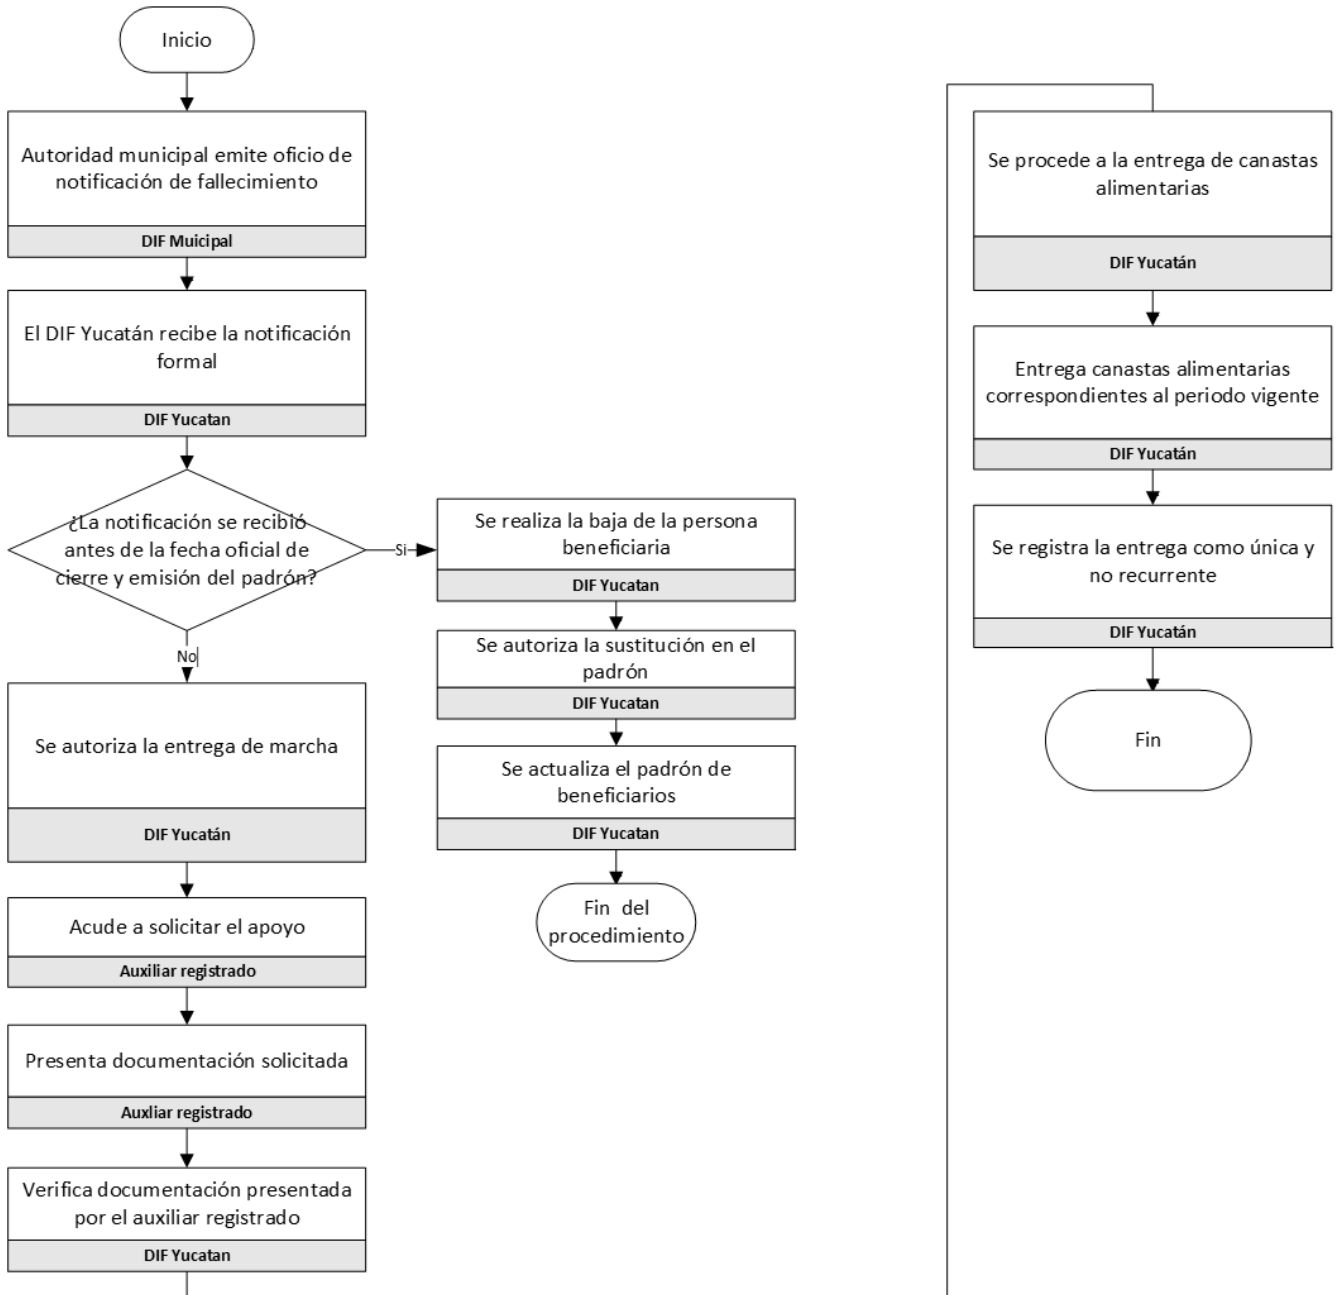 Inicio
Autoridad municipal emite oficio de
notificación de fallecimiento
DIF Muicipal
El DIF Yucatán recibe la notificación
formal
DIF Yucatan
¿La notificación se recibió
antes de la fecha oficial de
cierre y emisión del padrón?
Si
No
Se autoriza la entrega de marcha
DIF Yucatán
Acude a solicitar el apoyo
Auxiliar registrado
Presenta documentación solicitada
Auxliar registrado
Verifica documentación presentada
por el auxiliar registrado
DIF Yucatan
Se realiza la baja de la persona
beneficiaria
DIF Yucatan
Se autoriza la sustitución en el
padrón
DIF Yucatan
Se actualiza el padrón de
beneficiarios
DIF Yucatan
Fin del
procedimiento
Se procede a la entrega de canastas
alimentarias
DIF Yucatán
Entrega canastas alimentarias
correspondientes al periodo vigente
DIF Yucatán
Se registra la entrega como única y
no recurrente
DIF Yucatán
Fin